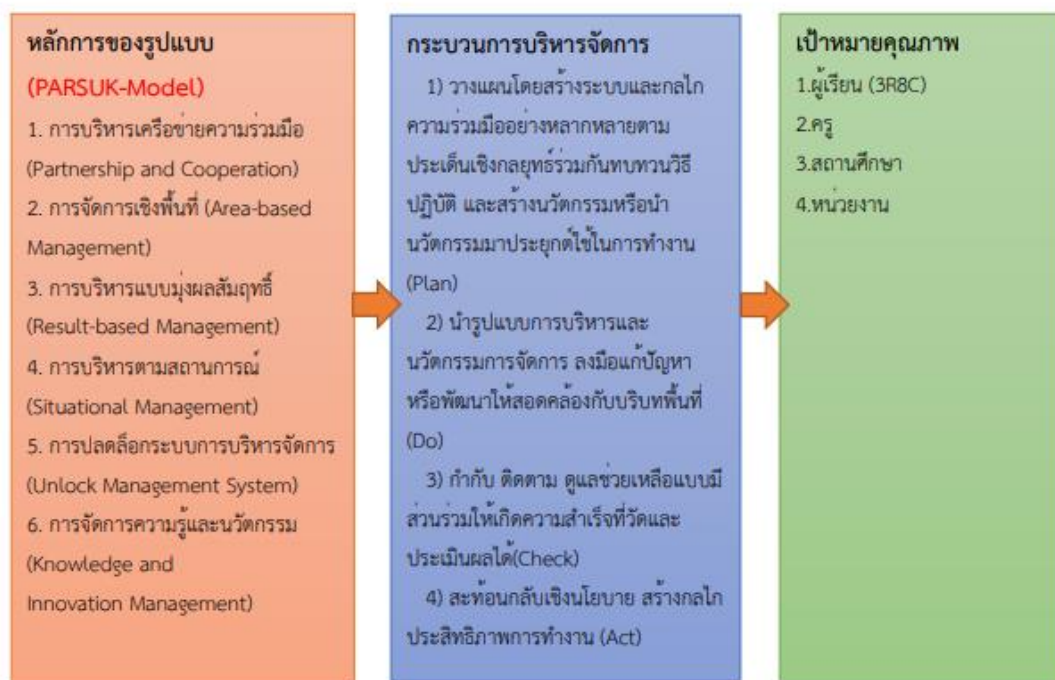 หลักการของรูปแบบ
(PARSUK-Model)
1. การบริหารเครือข่ายความร่วมมือ
(Partnership and Cooperation)
2. การจัดการเชิงพื้นที่ (Area-based
Management)
3. การบริหารแบบมุ่งผลสัมฤทธิ์
(Result-based Management)
4. การบริหารตามสถานการณ์
(Situational Management)
5. การปลดล็อกระบบการบริหารจัดการ
(Unlock Management System)
6. การจัดการความรู้และนวัตกรรม
(Knowledge and
Innovation Management)
กระบวนการบริหารจัดการ
1) วางแผนโดยสร้างระบบและกลไก
ความร่วมมืออย่างหลากหลายตาม
ประเด็นเชิงกลยุทธ์ร่วมกันทบทวนวิธี
ปฏิบัติ และสร้างนวัตกรรมหรือนำ
นวัตกรรมมาประยุกต์ใช้ในการทำงาน
(Plan)
2) นำรูปแบบการบริหารและ
นวัตกรรมการจัดการ ลงมือแก้ปัญหา
หรือพัฒนาให้สอดคล้องกับบริบทพื้นที่
(Do)
3) กำกับ ติดตาม ดูแลช่วยเหลือแบบมี
ส่วนร่วมให้เกิดความสำเร็จที่วัดและ
ประเมินผลได้(Check)
4) สะท้อนกลับเชิงนโยบาย สร้างกลไก
ประสิทธิภาพการทำงาน (Act)
เป้าหมายคุณภาพ
1.ผู้เรียน (3R8C)
2.ครู
3.สถานศึกษา
4.หน่วยงาน